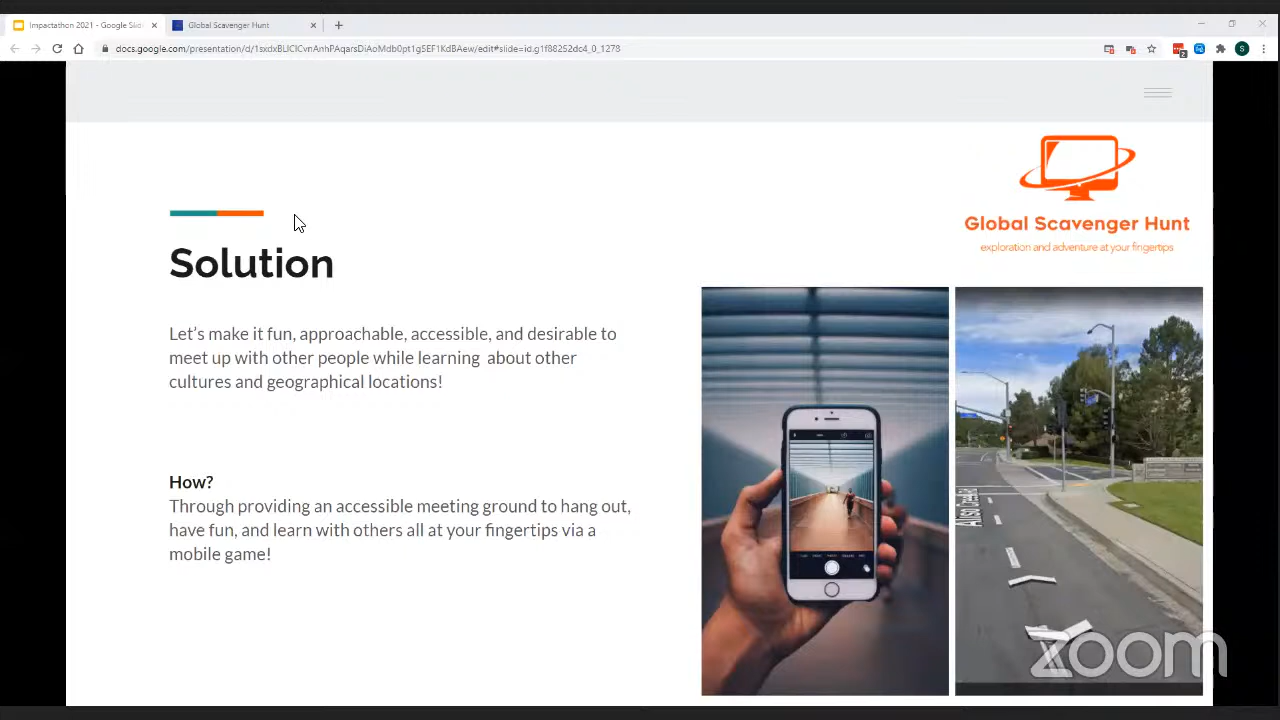 Impactathon 2021 - Google Slid
Global Scavenger Hunt
Global Scavenger Hunt
exploration and adventure at your fingertips
Solution
Let's make it fun, approachable, accessible, and desirable to
meet up with other people while learning about other
cultures and geographical locations!
How?
Through providing an accessible meeting ground to hang out,
have fun, and learn with others all at your fingertips via a
mobile game!
zoom